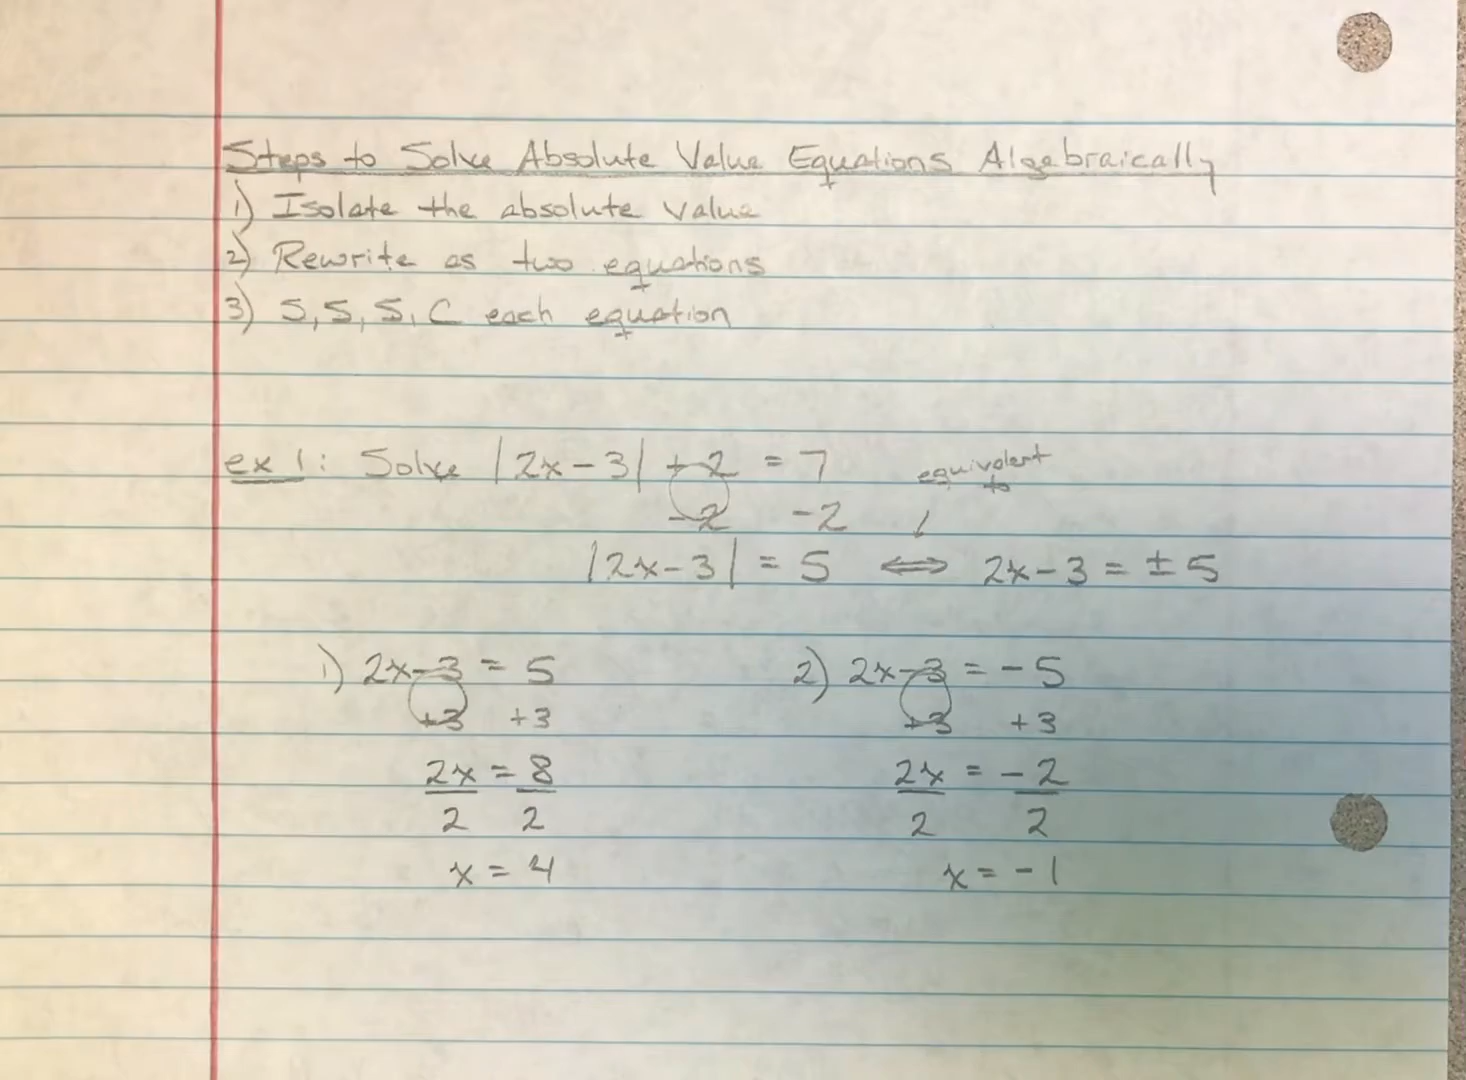 Steps to Solve Absolute Value Equations Algebraically
1) Isolate the absolute value
2) Rewrite as two equations
3) S, S, S, C each equation
ex 1: Solve |2x-3| + 2 = 7
equivalent
to
-2 -2
|2x-3| = 5 ⟺ 2x-3 = ±5
1) 2x-3 = 5 2) 2x-3 = -5
+3 +3 +3 +3
2x = 8 2x = -2
2 2 2 2
x = 4 x = -1